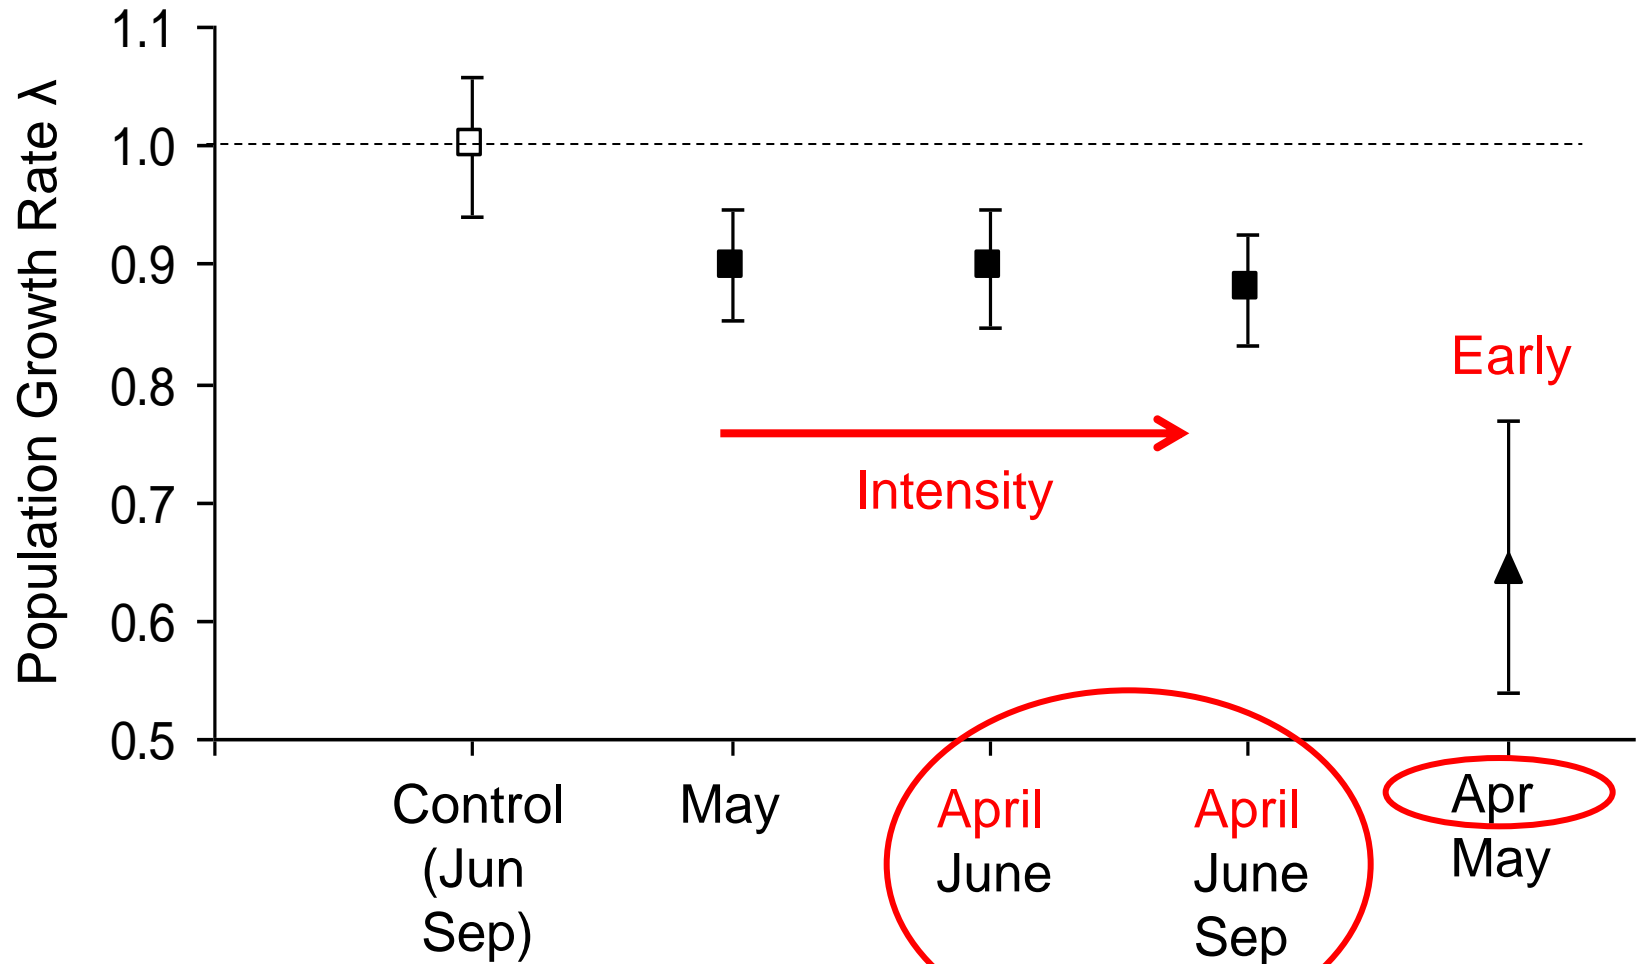 Population Growth Rate λ
1.1
1.0
0.9
0.8
0.7
0.6
0.5
Early
Intensity
Control
(Jun
Sep)
May
April
June
April
June
Sep
Apr
May